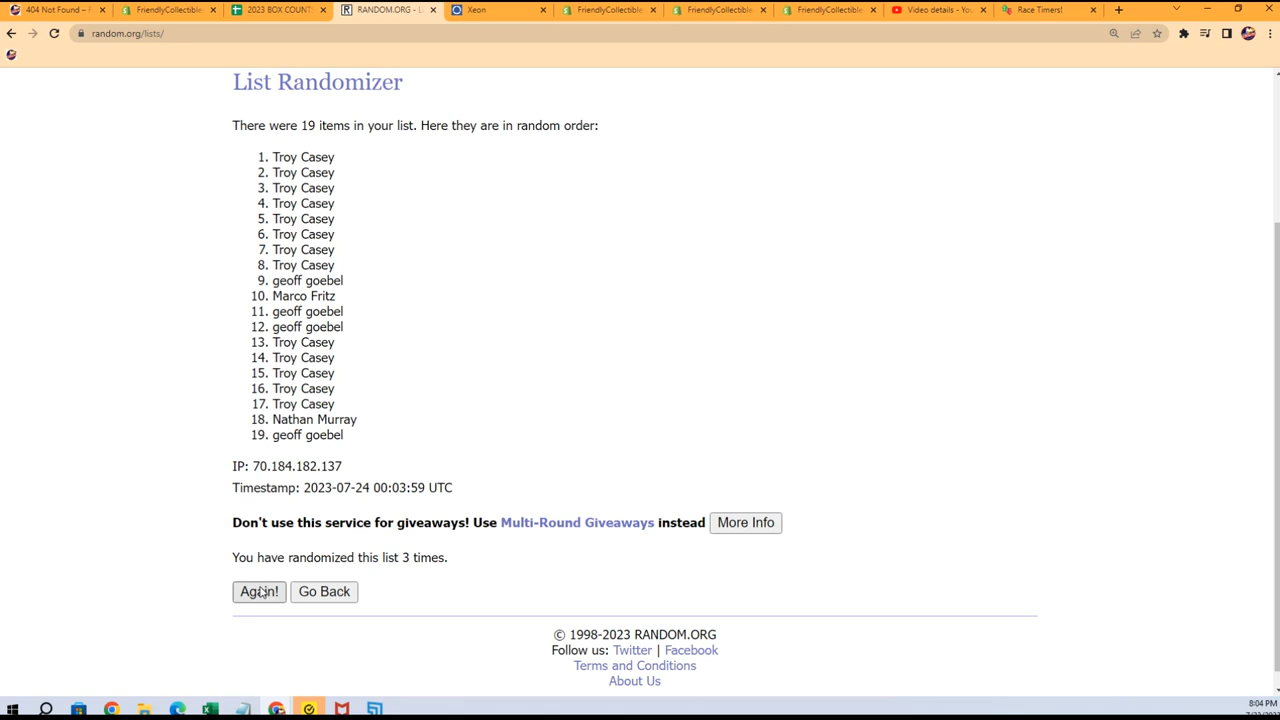 404 Not Found – F
FriendlyCollectible
2023 BOX COUNT
RANDOM.ORG - L
Xeon
FriendlyCollectible
FriendlyCollectible
FriendlyCollectible
Video details - You
Race Timers!
random.org/lists/
List Randomizer
There were 19 items in your list. Here they are in random order:
1. Troy Casey
2. Troy Casey
3. Troy Casey
4. Troy Casey
5. Troy Casey
6. Troy Casey
7. Troy Casey
8. Troy Casey
9. geoff goebel
10. Marco Fritz
11. geoff goebel
12. geoff goebel
13. Troy Casey
14. Troy Casey
15. Troy Casey
16. Troy Casey
17. Troy Casey
18. Nathan Murray
19. geoff goebel
IP: 70.184.182.137
Timestamp: 2023-07-24 00:03:59 UTC
Don't use this service for giveaways! Use Multi-Round Giveaways instead More Info
You have randomized this list 3 times.
Again! Go Back
© 1998-2023 RANDOM.ORG
Follow us: Twitter | Facebook
Terms and Conditions
About Us
8:04 PM